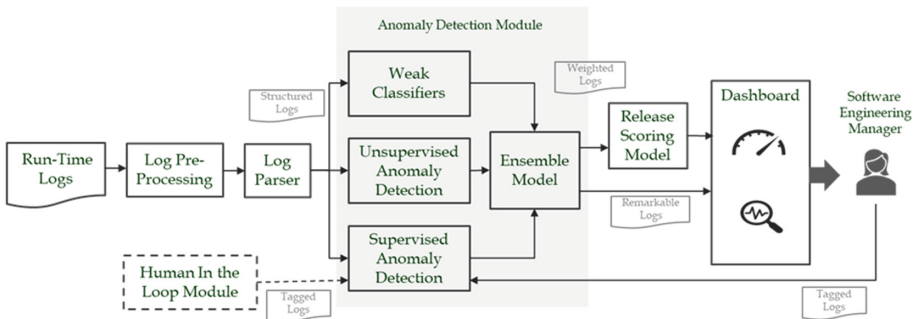 Anomaly Detection Module
Weak
Classifiers
Weighted
Logs
Structured
Logs
Release
Scoring
Model
Dashboard
Software
Engineering
Manager
Run-Time
Logs
Log Pre-
Processing
Log
Parser
Unsupervised
Anomaly
Detection
Ensemble
Model
Remarkable
Logs
Supervised
Anomaly
Detection
Human In the
Loop Module
Tagged
Logs
Tagged
Logs